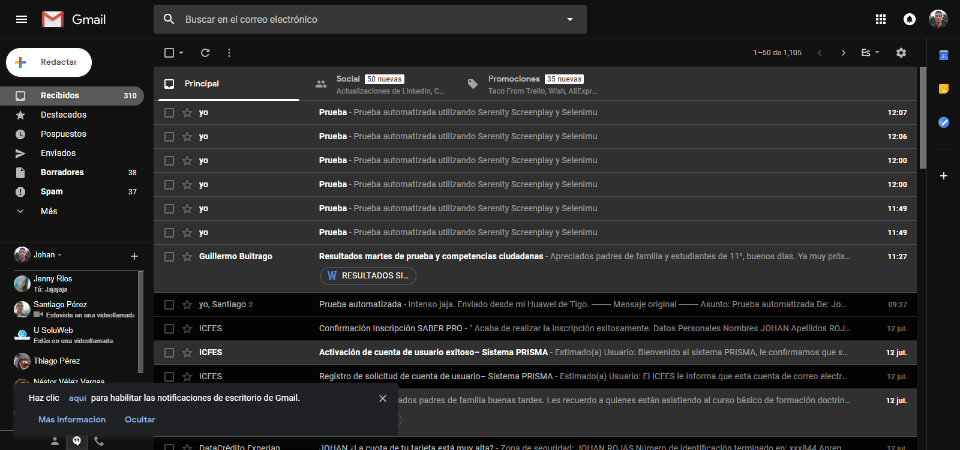 Gmail
Buscar en el correo electrónico
Redactar
1–50 de 1,105
Es
Recibidos 310
Destacados
Pospuestos
Enviados
Borradores 38
Spam 37
Más
Johan
Jenny Rios
Tú: Jajajaja
Santiago Pérez
Estuviste en una videollamada
U SoluWeb
Estás en una videollamada.
Thiago Pérez
Néstor Vélez Vargas
Principal
Social 50 nuevas
Actualizaciones de LinkedIn, C...
Promociones 35 nuevas
Taco From Trello, Wish, AliExpr...
yo Prueba - Prueba automatizada utilizando Serenity Screenplay y Selenimu 12:07
yo Prueba - Prueba automatizada utilizando Serenity Screenplay y Selenimu 12:06
yo Prueba - Prueba automatizada utilizando Serenity Screenplay y Selenimu 12:00
yo Prueba - Prueba automatizada utilizando Serenity Screenplay y Selenimu 12:00
yo Prueba - Prueba automatizada utilizando Serenity Screenplay y Selenimu 11:49
yo Prueba - Prueba automatizada utilizando Serenity Screenplay y Selenimu 11:49
Guillermo Buitrago Resultados martes de prueba y competencias ciudadanas - Apreciados padres de familia y estudiantes de 11°, buenos días. Ya muy próx... 11:27
W RESULTADOS SI...
yo, Santiago 2 Prueba automatizada - Intenso jaja. Enviado desde mi Huawei de Tigo. —— Mensaje original —— Asunto: Prueba automatizada De: Jo... 09:27
ICFES Confirmación Inscripción SABER PRO - " Acaba de realizar la inscripción exitosamente. Datos Personales Nombres JOHAN Apellidos ROJ... 12 jul.
ICFES Activación de cuenta de usuario exitoso– Sistema PRISMA - Estimado(a) Usuario: Bienvenido al sistema PRISMA, le confirmamos que s... 12 jul.
ICFES Registro de solicitud de cuenta de usuario– Sistema PRISMA - Estimado(a) Usuario: El ICFES le informa que esta cuenta de correo electr... 12 jul.
padres de familia buenas tardes. Les recuerdo a quienes están asistiendo al curso básico de formación doctrin... 12 jul.
DataCrédito Experian JOHAN ¿La cuota de tu tarjeta está muy alta? - Zona de seguridad: JOHAN ROJAS Número de identificación terminado en: xxx844
Haz clic aquí para habilitar las notificaciones de escritorio de Gmail.
Más información Ocultar